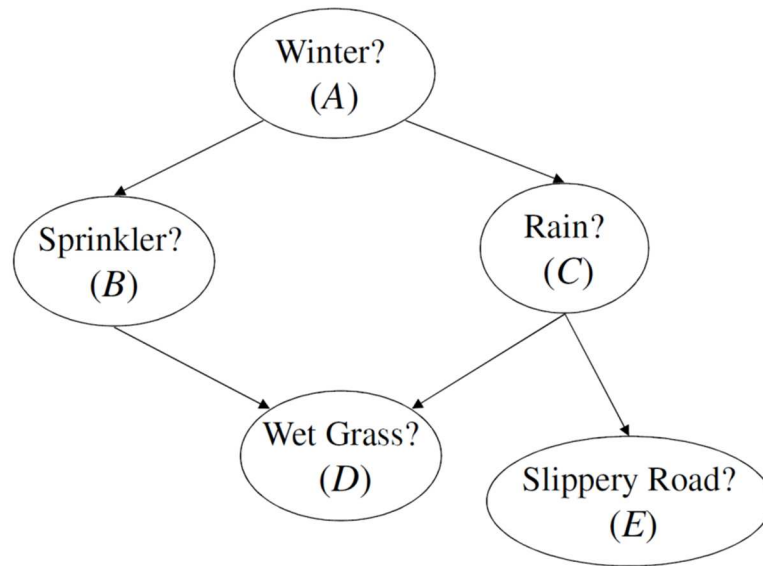 Winter?
(A)
Sprinkler?
(B)
Rain?
(C)
Wet Grass?
(D)
Slippery Road?
(E)